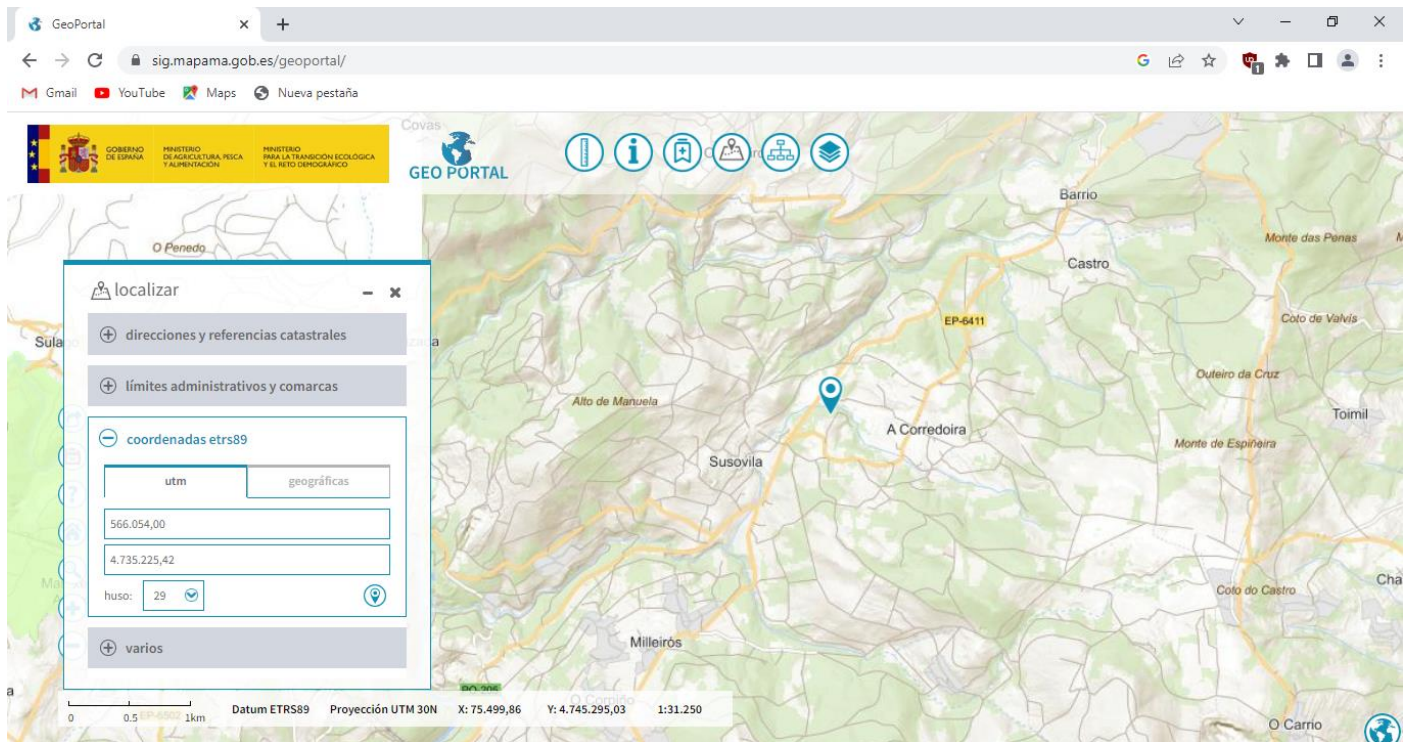 GeoPortal
sig.mapama.gob.es/geoportal/
Gmail YouTube Maps Nueva pestaña
GOBIERNO
DE ESPAÑA
MINISTERIO
DE AGRICULTURA, PESCA
Y ALIMENTACIÓN
MINISTERIO
PARA LA TRANSICIÓN ECOLÓGICA
Y EL RETO DEMOGRÁFICO
GEO PORTAL
Covas
Barrio
O Penedo
Monte das Penas
Castro
localizar
direcciones y referencias catastrales
Sula
EP-6411
Coto de Valvis
límites administrativos y comarcas
Outeiro da Cruz
Alto de Manuela
Toimil
A Corredoira
coordenadas etrs89
Monte de Espiñeira
Susovila
utm
geográficas
566.054,00
4.735.225,42
huso: 29
Coto do Castro
Cha
varios
Milleirós
PO-205
O Corpiño
EP-6502
0 0.5 1km
Datum ETRS89 Proyección UTM 30N X: 75.499,86 Y: 4.745.295,03 1:31.250
O Carrio